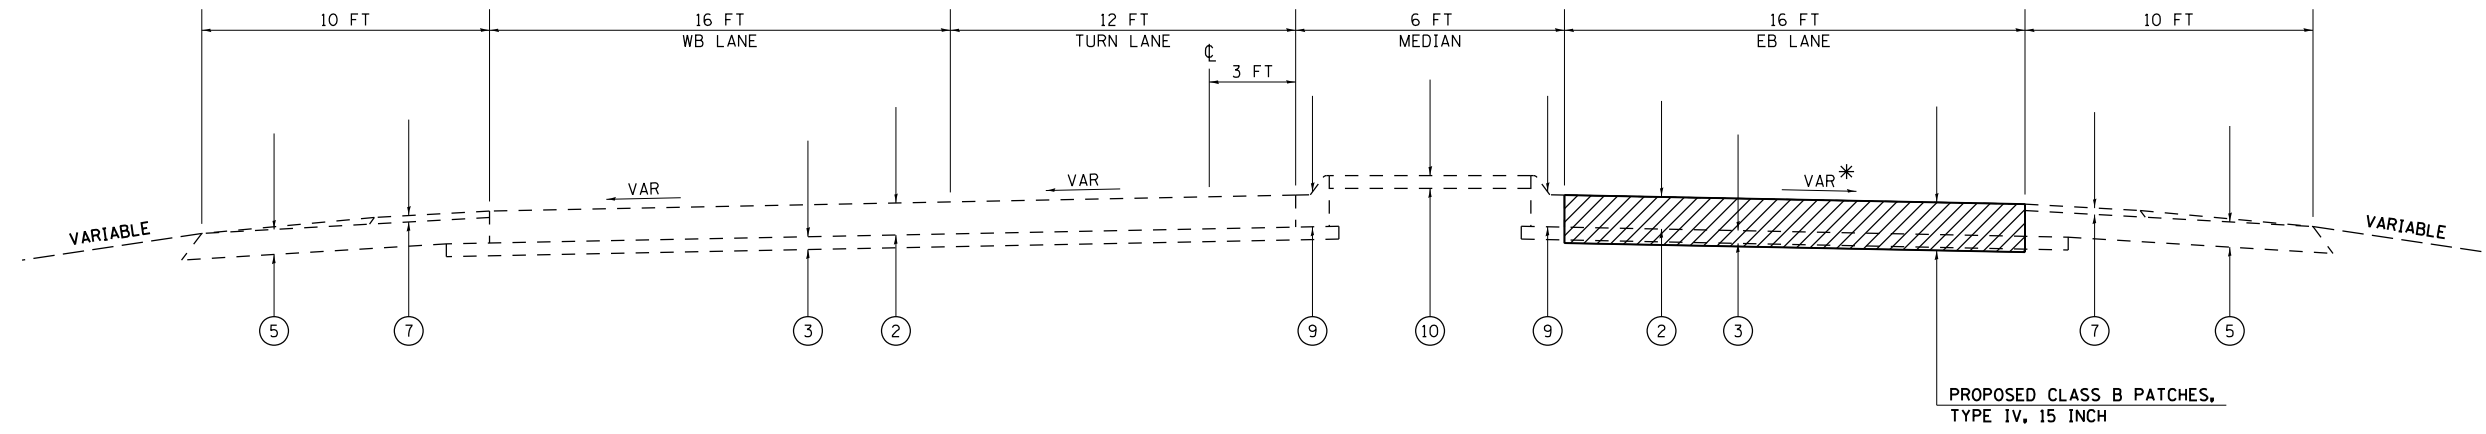 10 FT 16 FT 12 FT 6 FT 16 FT 10 FT
WB LANE TURN LANE MEDIAN EB LANE
℄
3 FT
VAR VAR VAR*
VARIABLE VARIABLE
5 7 3 2 9 10 9 2 3 7 5
PROPOSED CLASS B PATCHES,
TYPE IV, 15 INCH